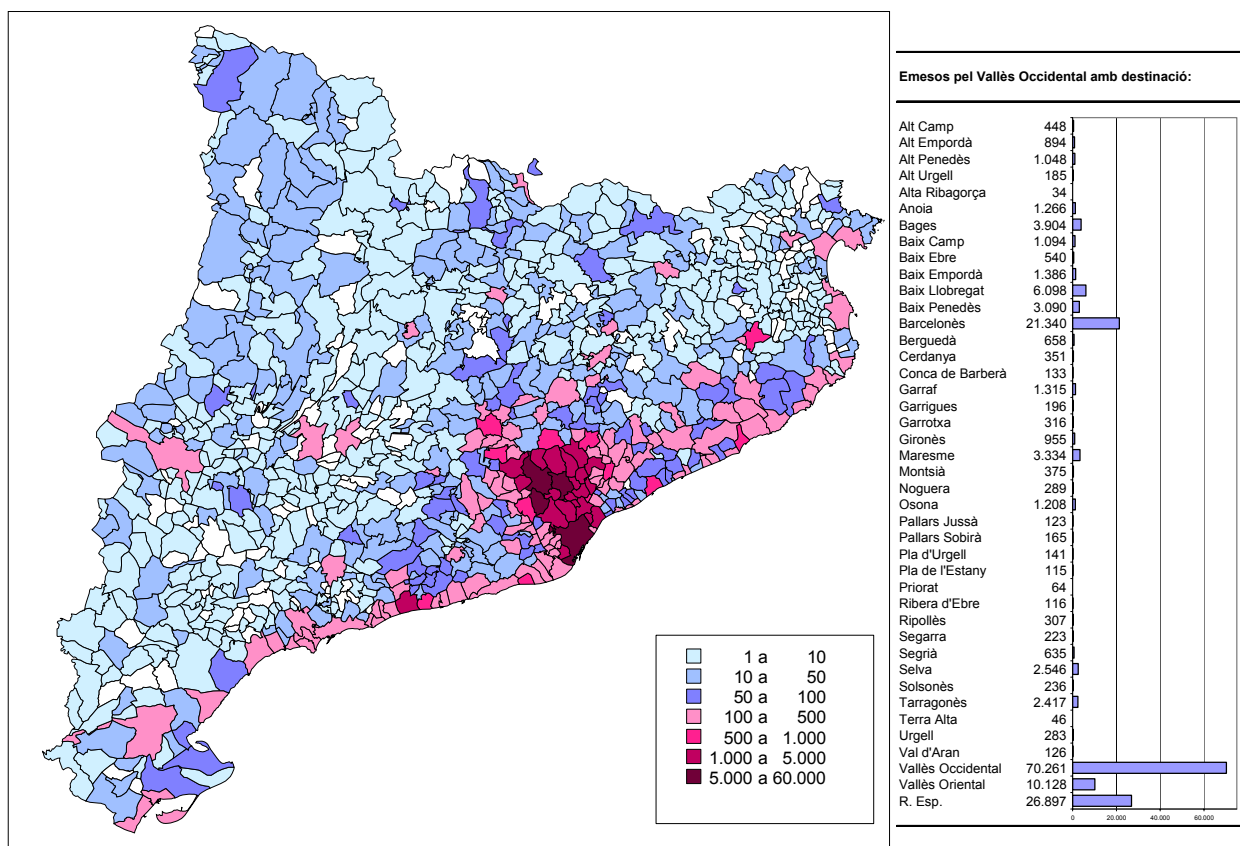 Emesos pel Vallès Occidental amb destinació:
Alt Camp 448
Alt Empordà 894
Alt Penedès 1.048
Alt Urgell 185
Alta Ribagorça 34
Anoia 1.266
Bages 3.904
Baix Camp 1.094
Baix Ebre 540
Baix Empordà 1.386
Baix Llobregat 6.098
Baix Penedès 3.090
Barcelonès 21.340
Berguedà 658
Cerdanya 351
Conca de Barberà 133
Garraf 1.315
Garrigues 196
Garrotxa 316
Gironès 955
Maresme 3.334
Montsià 375
Noguera 289
Osona 1.208
Pallars Jussà 123
Pallars Sobirà 165
Pla d'Urgell 141
Pla de l'Estany 115
Priorat 64
Ribera d'Ebre 116
Ripollès 307
Segarra 223
Segrià 635
Selva 2.546
Solsonès 236
Tarragonès 2.417
Terra Alta 46
Urgell 283
Val d'Aran 126
Vallès Occidental 70.261
Vallès Oriental 10.128
R. Esp. 26.897
0 20.000 40.000 60.000
1 a 10
10 a 50
50 a 100
100 a 500
500 a 1.000
1.000 a 5.000
5.000 a 60.000